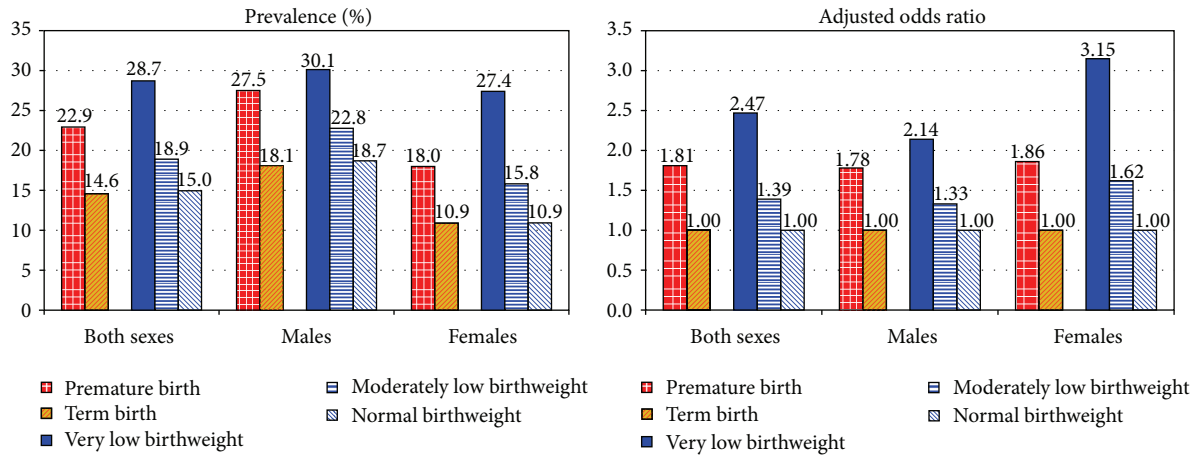 Prevalence (%)
35
30
25
20
15
10
5
0
22.9
14.6
28.7
18.9
15.0
27.5
18.1
30.1
22.8
18.7
18.0
10.9
27.4
15.8
10.9
Both sexes
Males
Females
Premature birth
Term birth
Very low birthweight
Moderately low birthweight
Normal birthweight
Adjusted odds ratio
3.5
3.0
2.5
2.0
1.5
1.0
0.5
0.0
1.81
1.00
2.47
1.39
1.00
1.78
1.00
2.14
1.33
1.00
1.86
1.00
3.15
1.62
1.00
Both sexes
Males
Females
Premature birth
Term birth
Very low birthweight
Moderately low birthweight
Normal birthweight